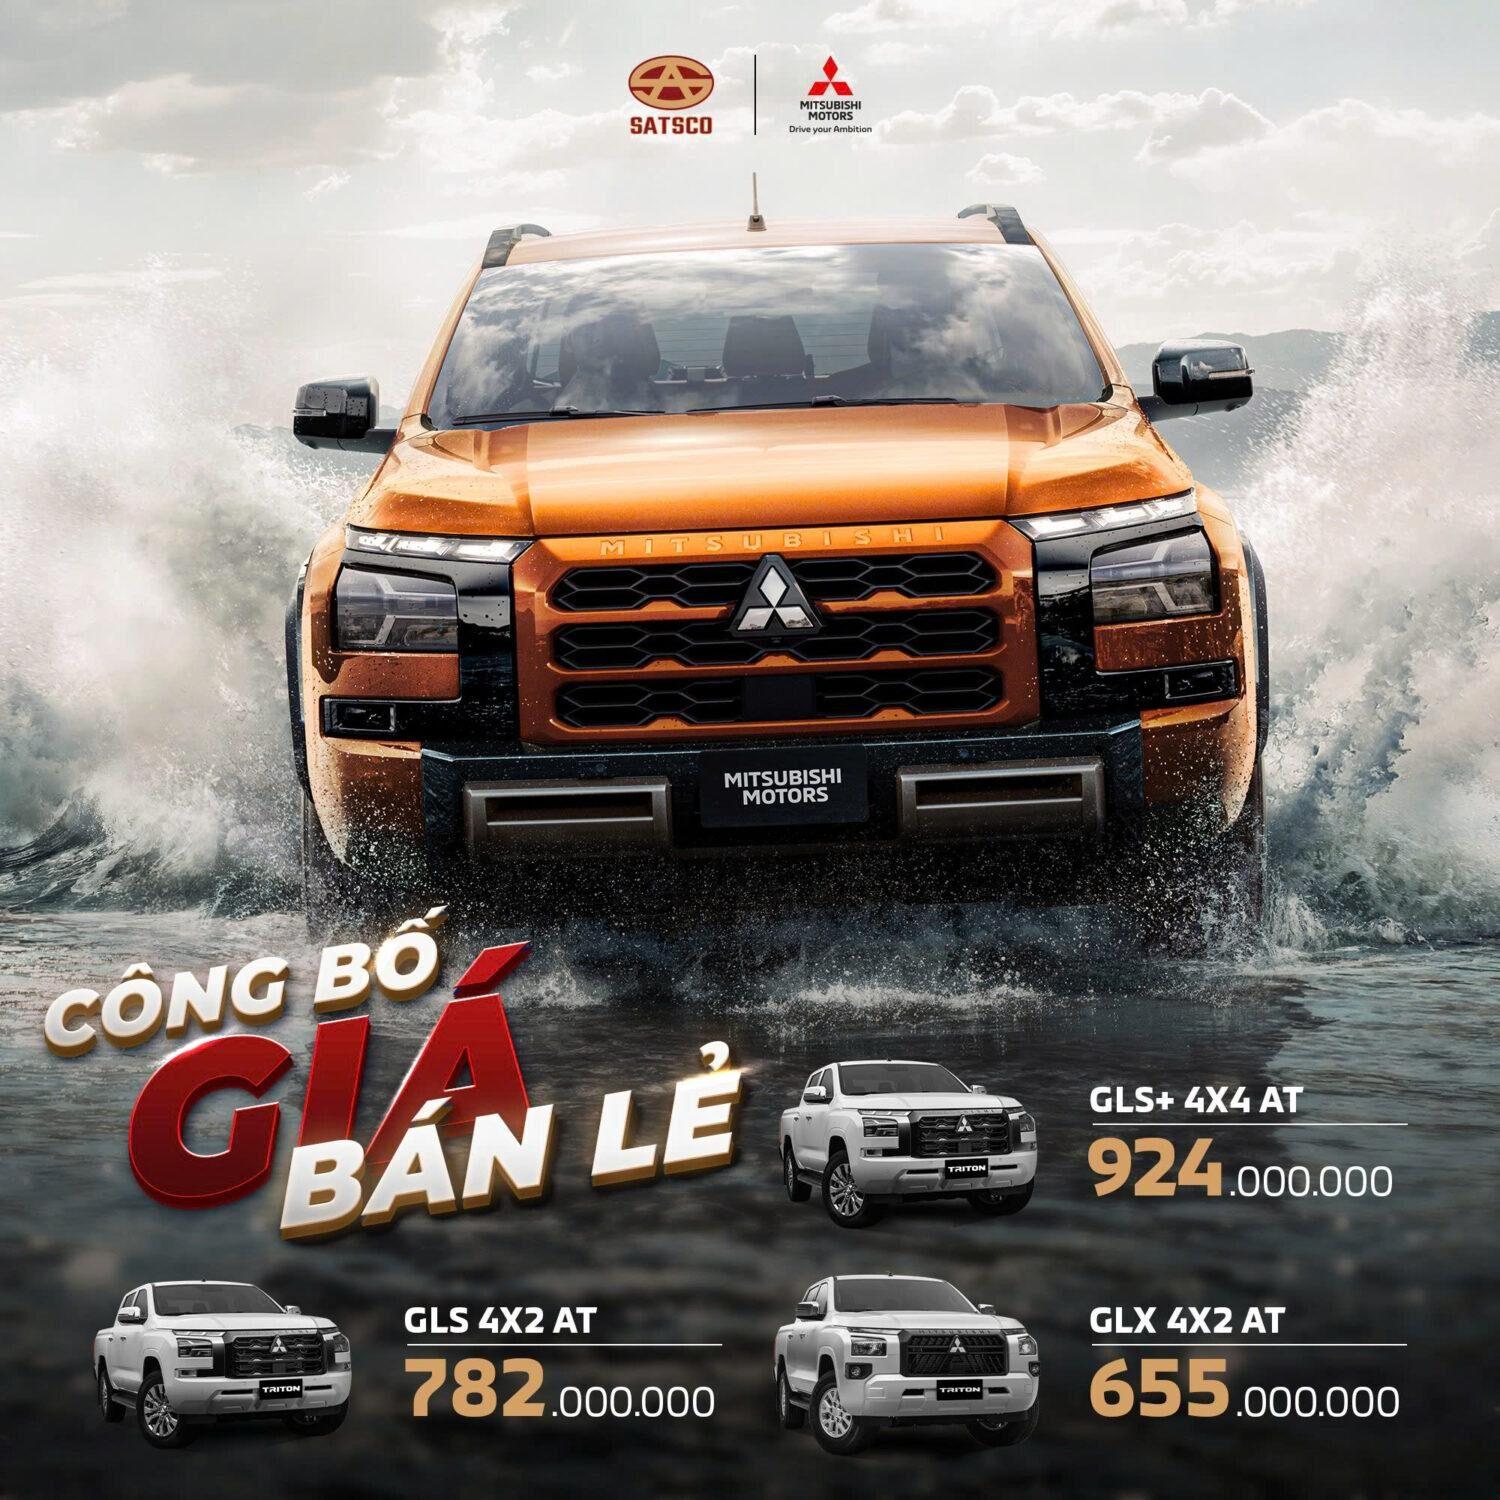 SATSCO
MITSUBISHI
MOTORS
Drive your Ambition
MITSUBISHI
MITSUBISHI
MOTORS
CÔNG BỐ
GIÁ
BÁN LẺ
TRITON
GLS+ 4X4 AT
924.000.000
TRITON
GLS 4X2 AT
782.000.000
TRITON
GLX 4X2 AT
655.000.000